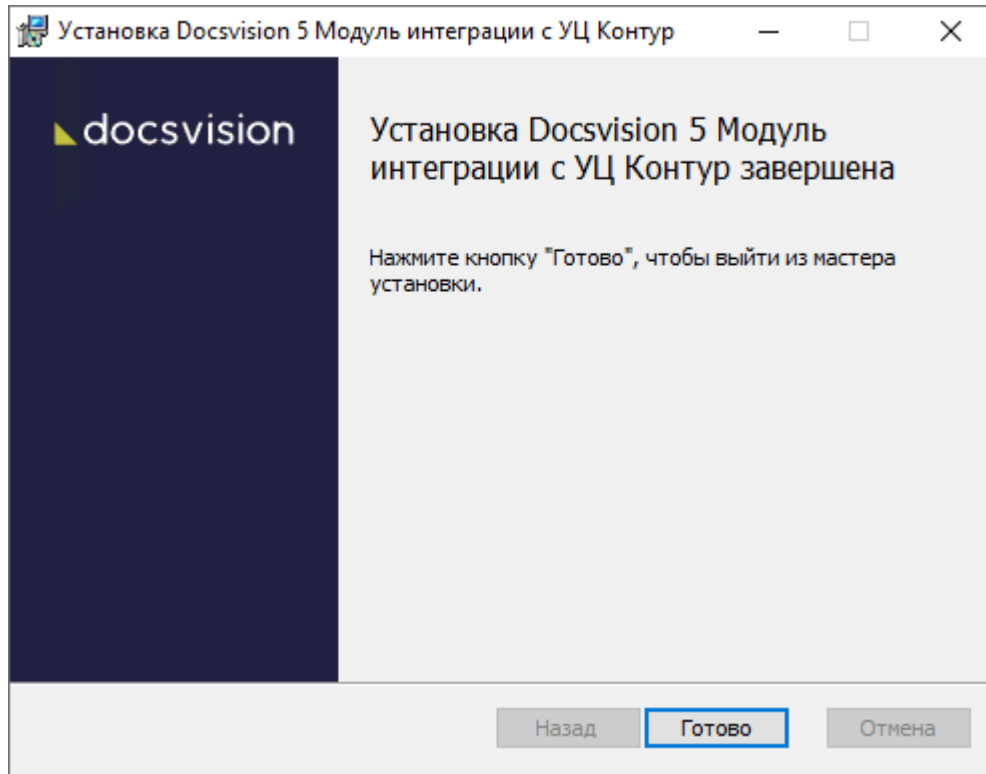 Установка Docsvision 5 Модуль интеграции с УЦ Контур
docsvision
Установка Docsvision 5 Модуль
интеграции с УЦ Контур завершена
Нажмите кнопку "Готово", чтобы выйти из мастера
установки.
Назад
Готово
Отмена